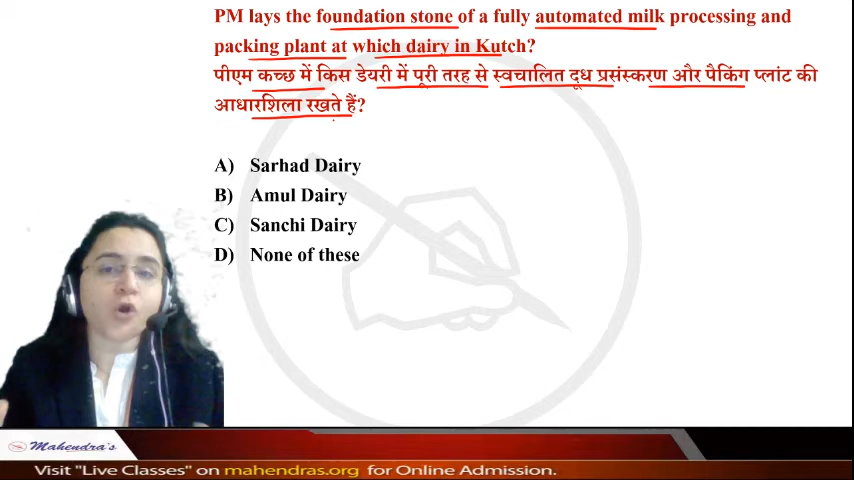 PM lays the foundation stone of a fully automated milk processing and
packing plant at which dairy in Kutch?
पीएम कच्छ में किस डेयरी में पूरी तरह से स्वचालित दूध प्रसंस्करण और पैकिंग प्लांट की
आधारशिला रखते हैं?
A) Sarhad Dairy
B) Amul Dairy
C) Sanchi Dairy
D) None of these
Mahendra's
Visit "Live Classes" on mahendras.org for Online Admission.